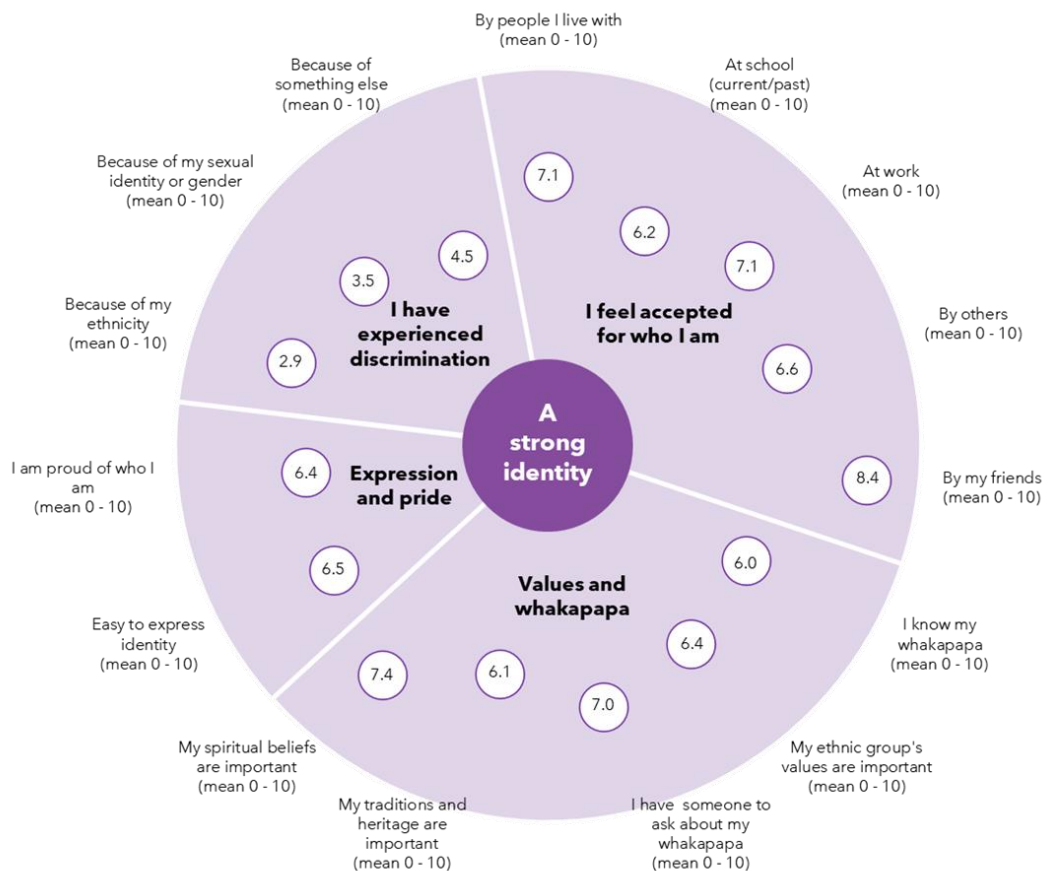 By people I live with
(mean 0 - 10)
At school
(current/past)
(mean 0 - 10)
At work
(mean 0 - 10)
By others
(mean 0 - 10)
By my friends
(mean 0 - 10)
I know my
whakapapa
(mean 0 - 10)
My ethnic group's
values are important
(mean 0 - 10)
I have someone to
ask about my
whakapapa
(mean 0 - 10)
My traditions and
heritage are
important
(mean 0 - 10)
My spiritual beliefs
are important
(mean 0 - 10)
Easy to express
identity
(mean 0 - 10)
I am proud of who I
am
(mean 0 - 10)
Because of my
ethnicity
(mean 0 - 10)
Because of my sexual
identity or gender
(mean 0 - 10)
Because of
something else
(mean 0 - 10)
7.1
6.2
7.1
6.6
8.4
I feel accepted
for who I am
6.0
6.4
7.0
6.1
7.4
Values and
whakapapa
6.5
6.4
Expression
and pride
2.9
3.5
4.5
I have
experienced
discrimination
A
strong
identity